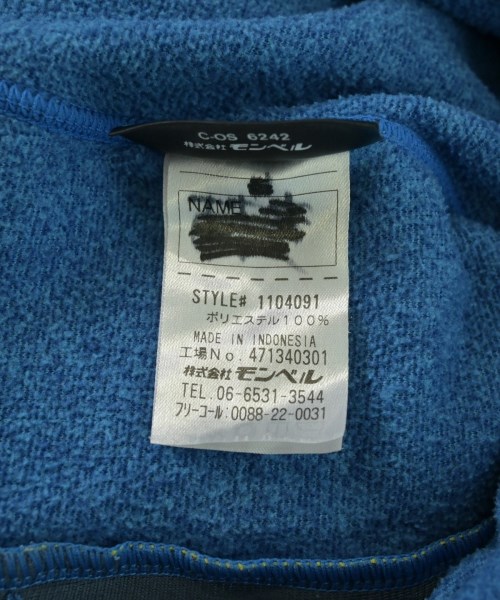 C-OS 6242
株式会社モンベル
NAME
STYLE# 1104091
ポリエステル100%
MADE IN INDONESIA
工場No. 471340301
株式会社モンベル
TEL. 06-6531-3544
フリーコール:0088-22-0031